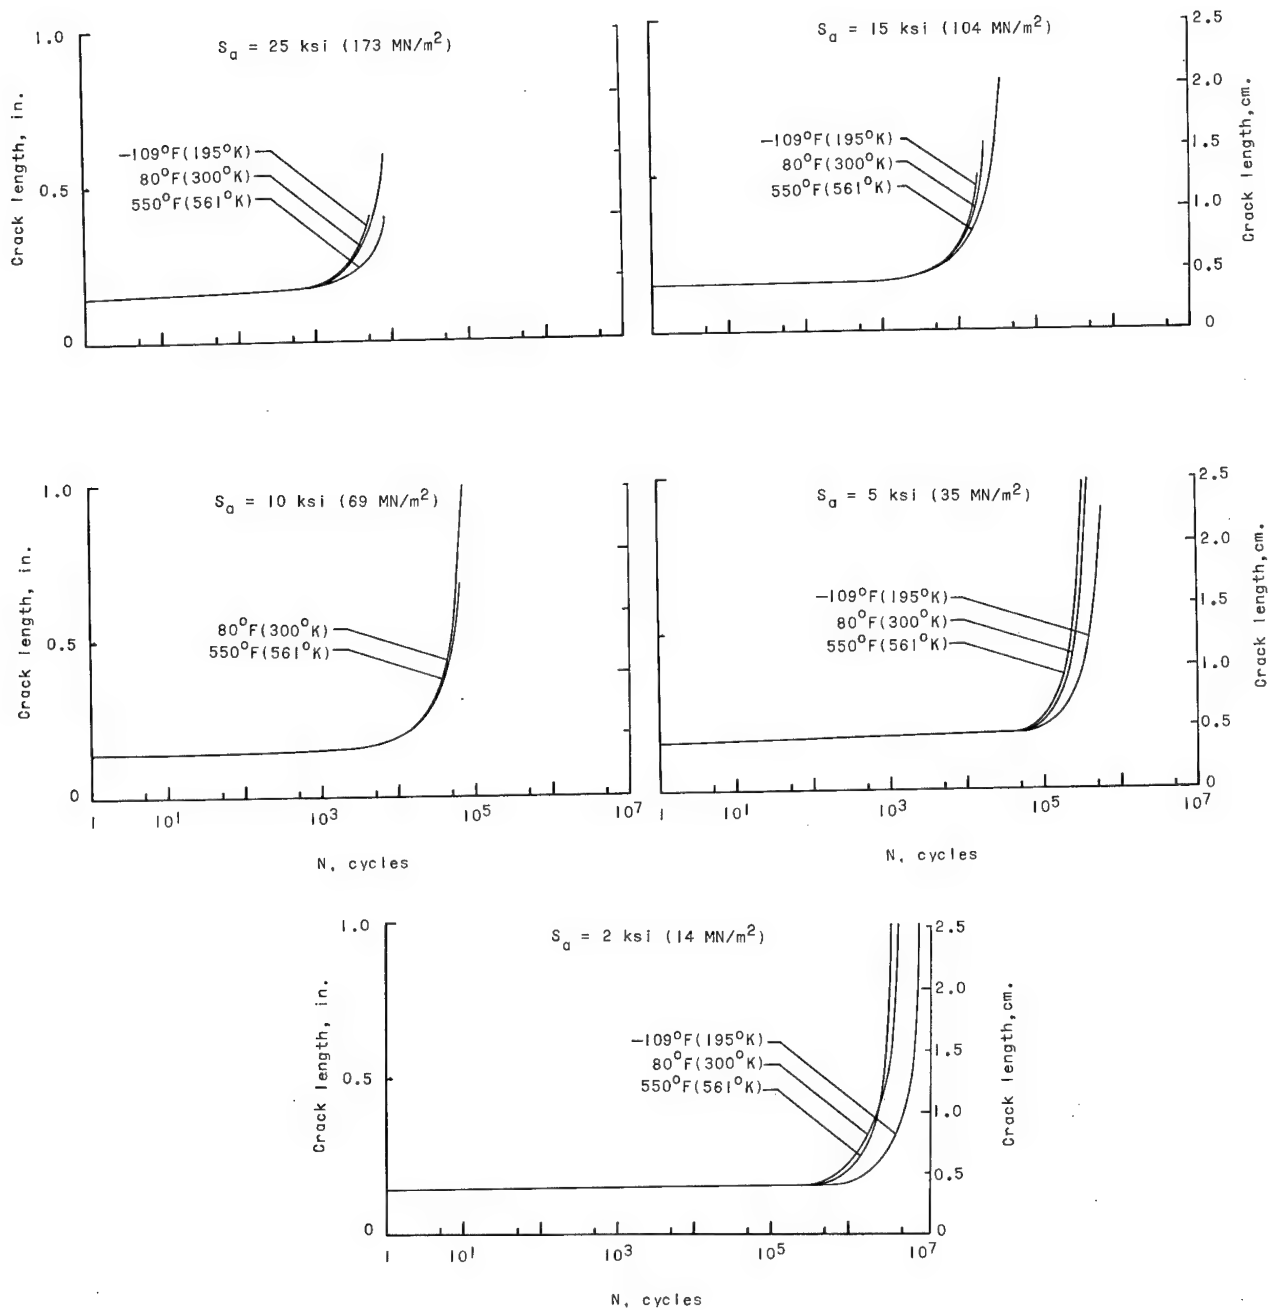 S_a = 25 ksi (173 MN/m²)
1.0
0.5
0
Crack length, in.
−109°F(195°K)
80°F(300°K)
550°F(561°K)
S_a = 15 ksi (104 MN/m²)
2.5
2.0
1.5
1.0
0.5
0
Crack length,cm.
−109°F(195°K)
80°F(300°K)
550°F(561°K)
S_a = 10 ksi (69 MN/m²)
1.0
0.5
0
Crack length, in.
80°F(300°K)
550°F(561°K)
1 10¹ 10³ 10⁵ 10⁷
N, cycles
S_a = 5 ksi (35 MN/m²)
2.5
2.0
1.5
1.0
0.5
0
Crack length,cm.
−109°F(195°K)
80°F(300°K)
550°F(561°K)
1 10¹ 10³ 10⁵ 10⁷
N, cycles
S_a = 2 ksi (14 MN/m²)
1.0
0.5
0
Crack length, in.
−109°F(195°K)
80°F(300°K)
550°F(561°K)
2.5
2.0
1.5
1.0
0.5
0
Crack length,cm.
1 10¹ 10³ 10⁵ 10⁷
N, cycles